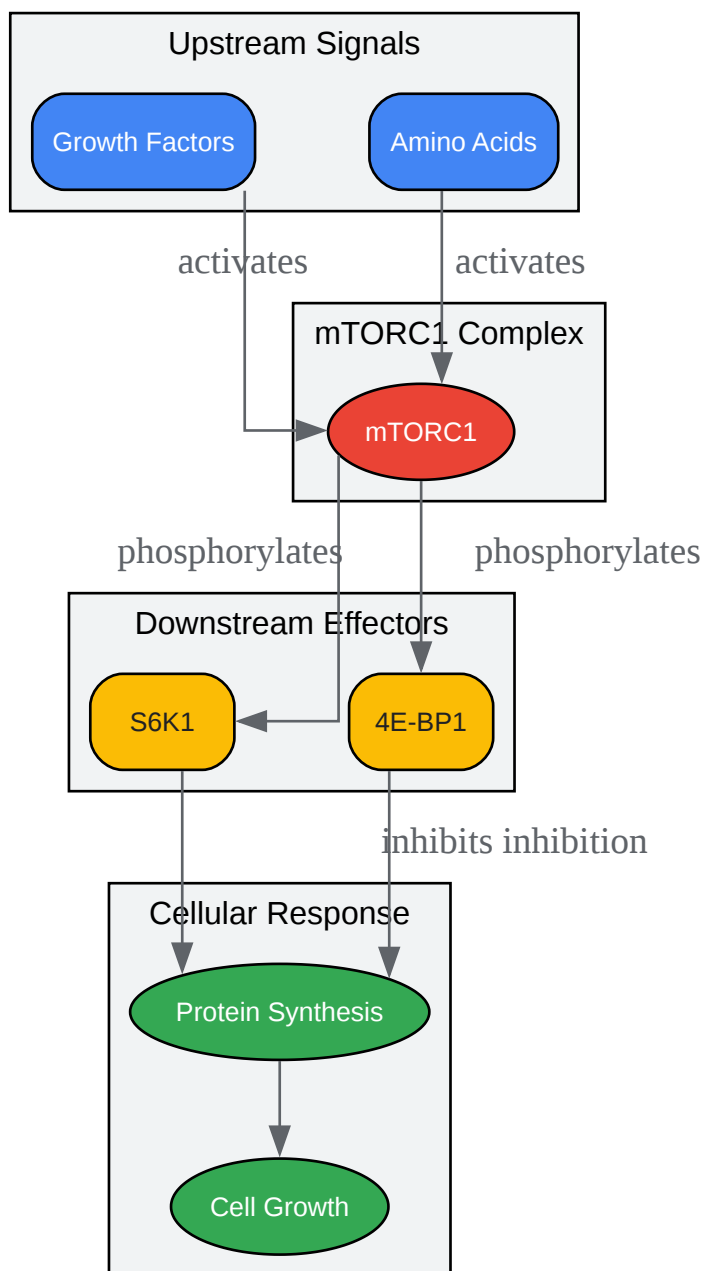 Upstream Signals
Growth Factors
Amino Acids
activates
activates
mTORC1 Complex
mTORC1
phosphorylates
phosphorylates
Downstream Effectors
S6K1
4E-BP1
inhibits inhibition
Cellular Response
Protein Synthesis
Cell Growth